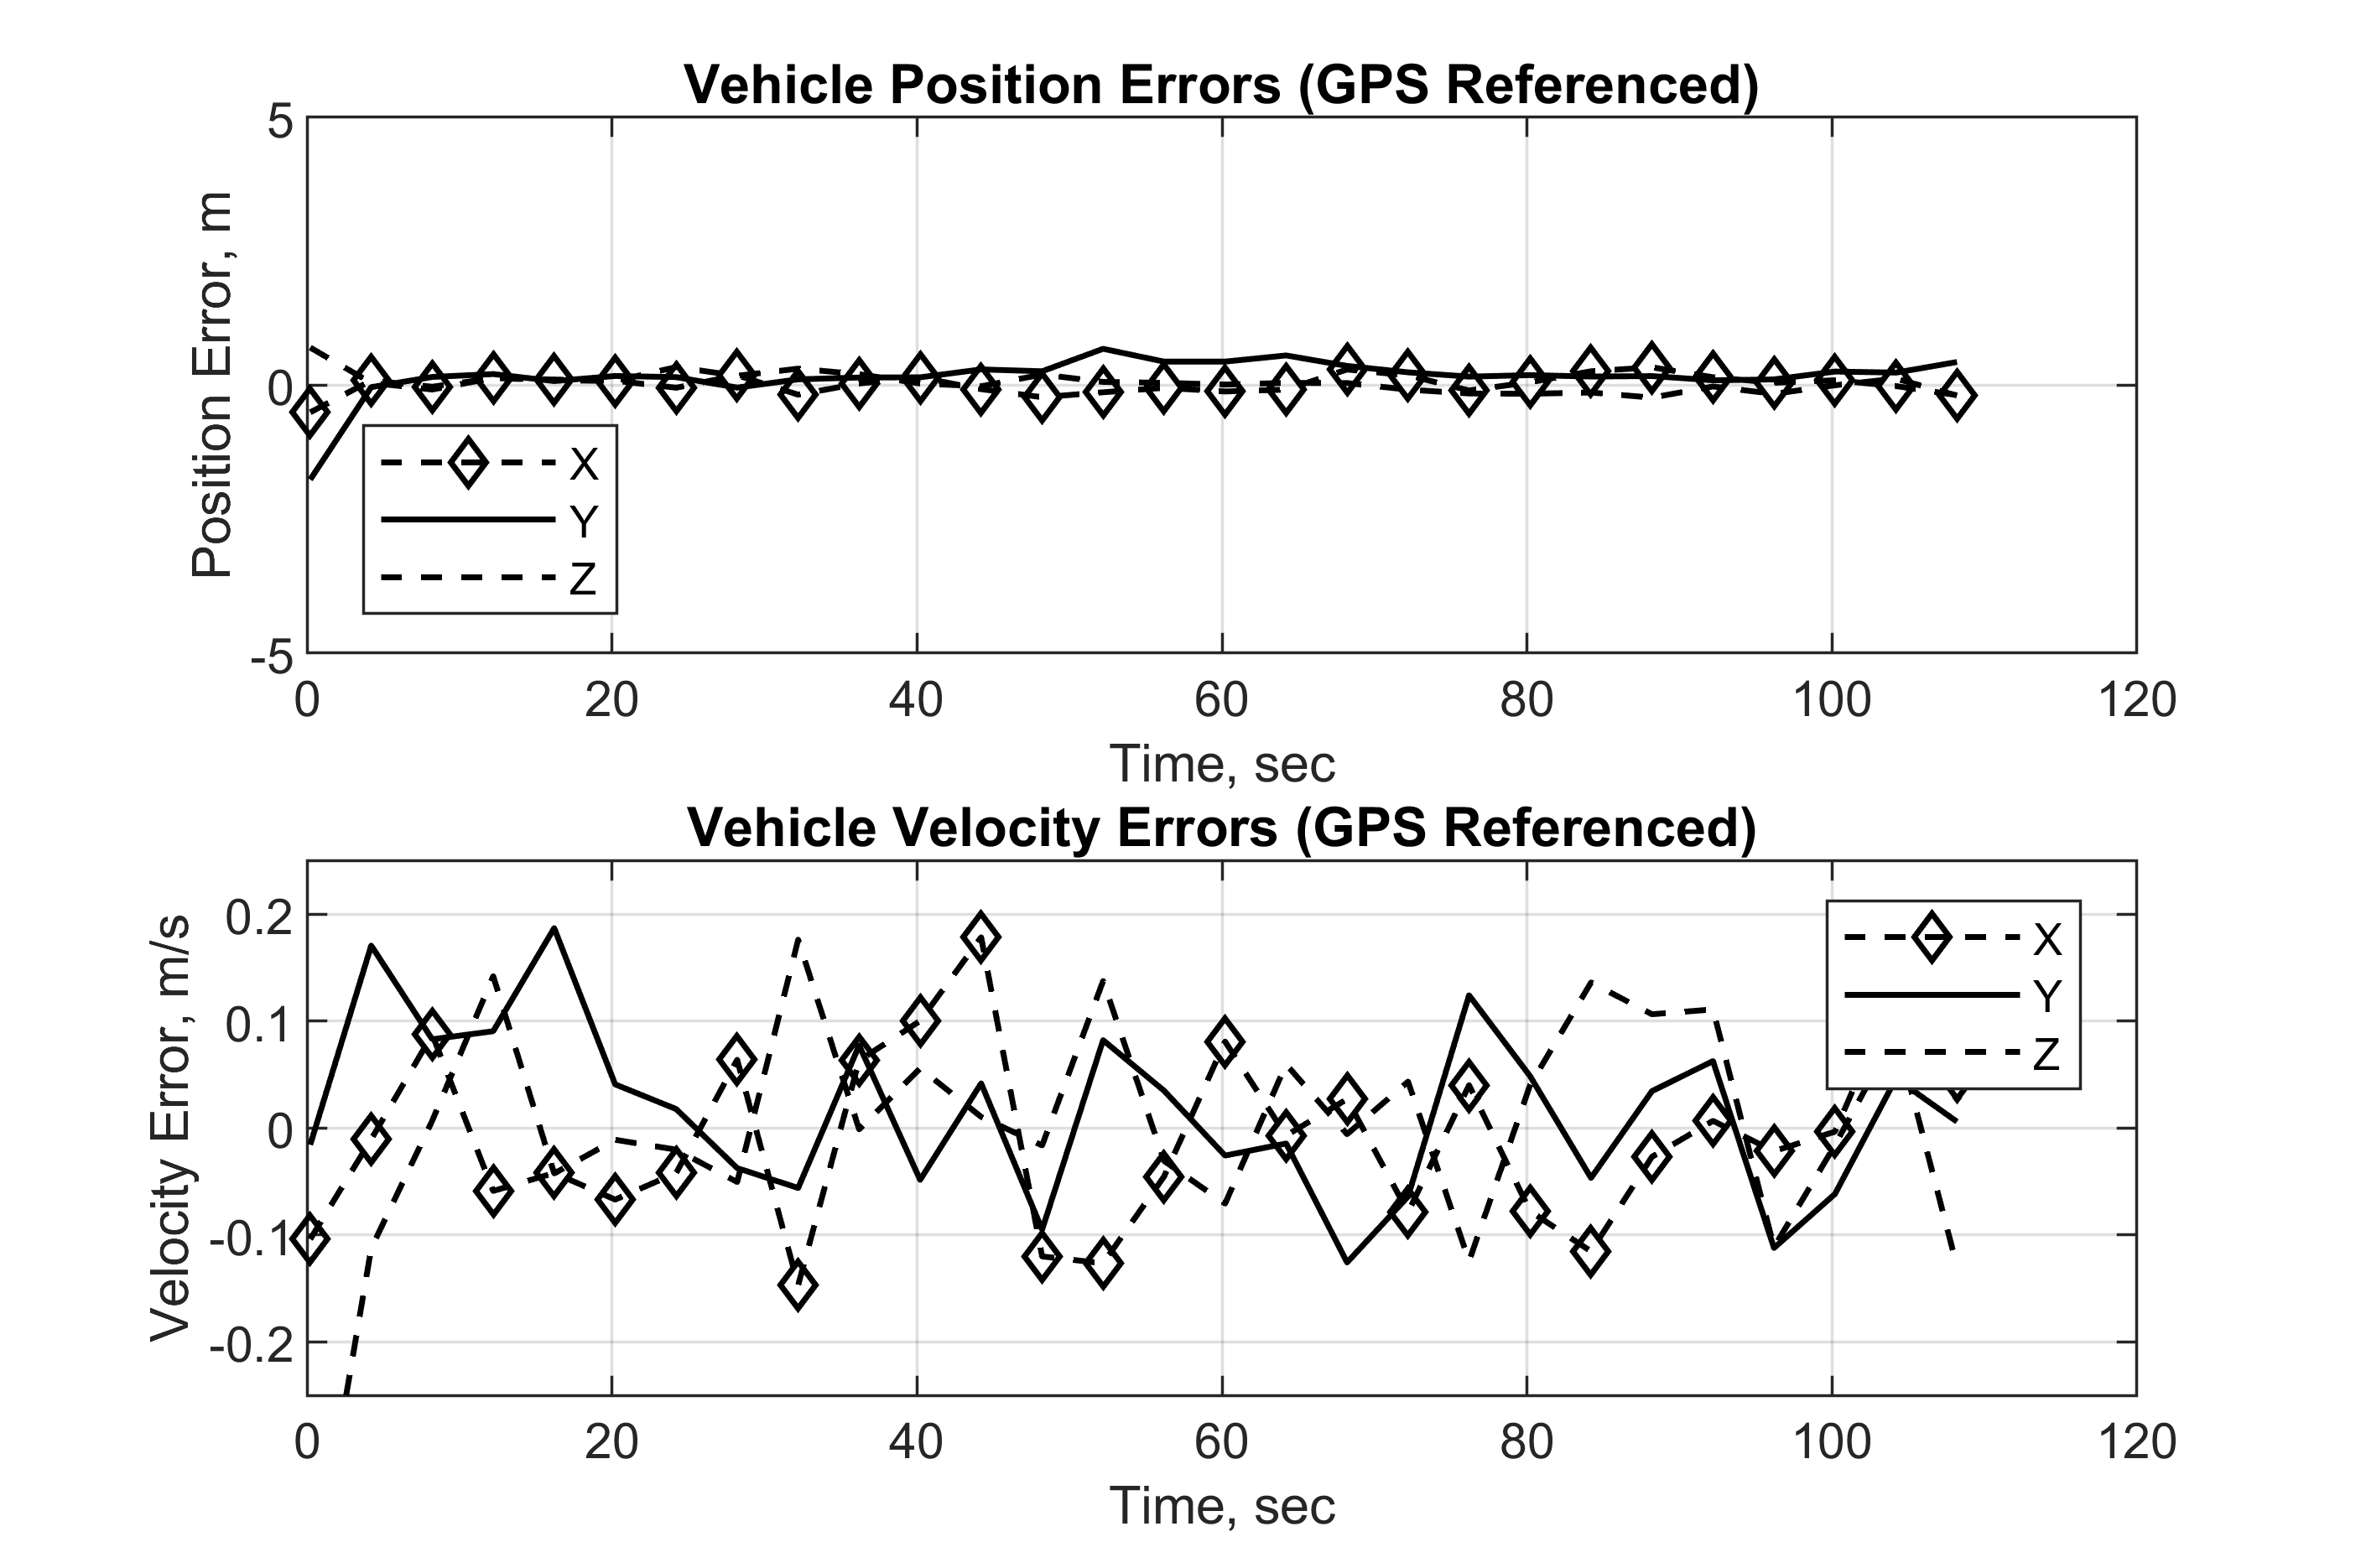 Vehicle Position Errors (GPS Referenced)
Position Error, m
5
0
-5
X
Y
Z
0 20 40 60 80 100 120
Time, sec
Vehicle Velocity Errors (GPS Referenced)
Velocity Error, m/s
0.2
0.1
0
-0.1
-0.2
X
Y
Z
0 20 40 60 80 100 120
Time, sec